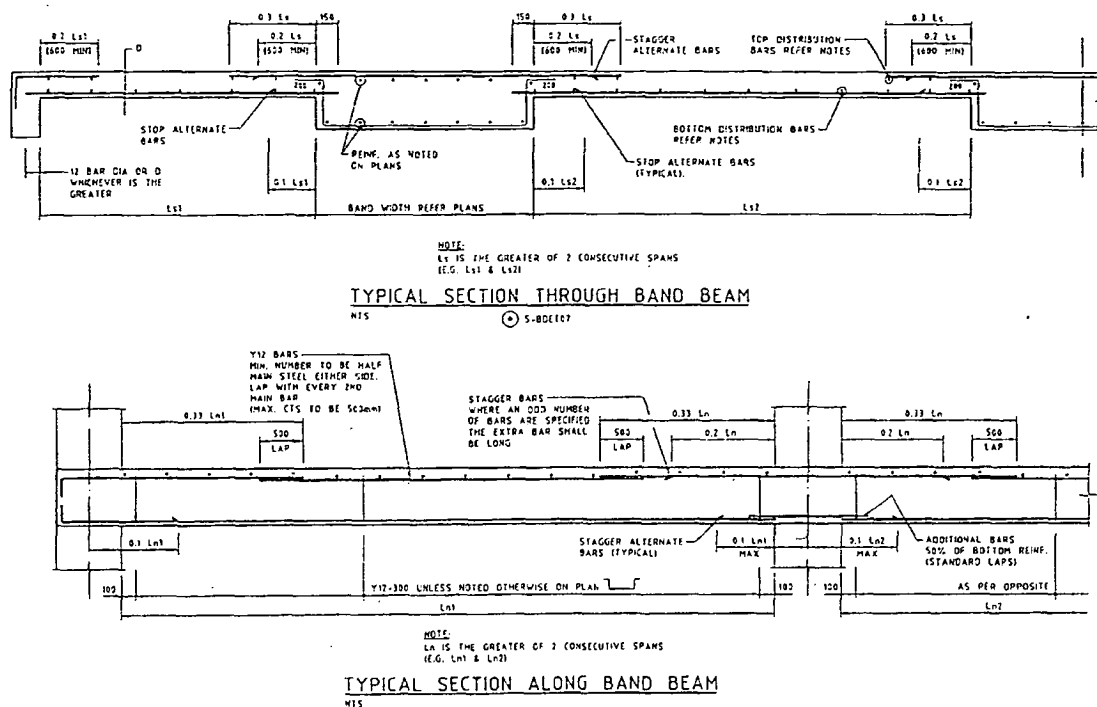 0.3 Ls 150 150 0.3 Ls 0.3 Ls
0.2 Ls1 0.2 Ls 0.2 Ls 0.2 Ls
(600 MIN) D (600 MIN) (600 MIN) (600 MIN)
STAGGER
ALTERNATE BARS
TOP DISTRIBUTION
BARS REFER NOTES
200 200 200
STOP ALTERNATE
BARS
REINF. AS NOTED
ON PLANS
STOP ALTERNATE BARS
(TYPICAL).
BOTTOM DISTRIBUTION BARS
REFER NOTES
12 BAR DIA OR D
WHICHEVER IS THE
GREATER
0.1 Ls1 0.1 Ls2 0.1 Ls2
Ls1 BAND WIDTH REFER PLANS Ls2
NOTE:
Ls IS THE GREATER OF 2 CONSECUTIVE SPANS
(E.G. Ls1 & Ls2)
TYPICAL SECTION THROUGH BAND BEAM
NTS S-BDET07
Y12 BARS
MIN. NUMBER TO BE HALF
MAIN STEEL EITHER SIDE.
LAP WITH EVERY 2ND
MAIN BAR
(MAX. CTS TO BE 500mm)
STAGGER BARS
WHERE AN ODD NUMBER
OF BARS ARE SPECIFIED
THE EXTRA BAR SHALL
BE LONG
0.33 Ln1 0.33 Ln 0.33 Ln
500 500 0.2 Ln 0.2 Ln 500
LAP LAP LAP
0.1 Ln1
STAGGER ALTERNATE
BARS (TYPICAL)
0.1 Ln1 0.1 Ln2
MAX MAX
ADDITIONAL BARS
50% OF BOTTOM REINF.
(STANDARD LAPS)
100 Y12-300 UNLESS NOTED OTHERWISE ON PLAN 100 100 AS PER OPPOSITE
Ln1 Ln2
NOTE:
Ln IS THE GREATER OF 2 CONSECUTIVE SPANS
(E.G. Ln1 & Ln2)
TYPICAL SECTION ALONG BAND BEAM
NTS